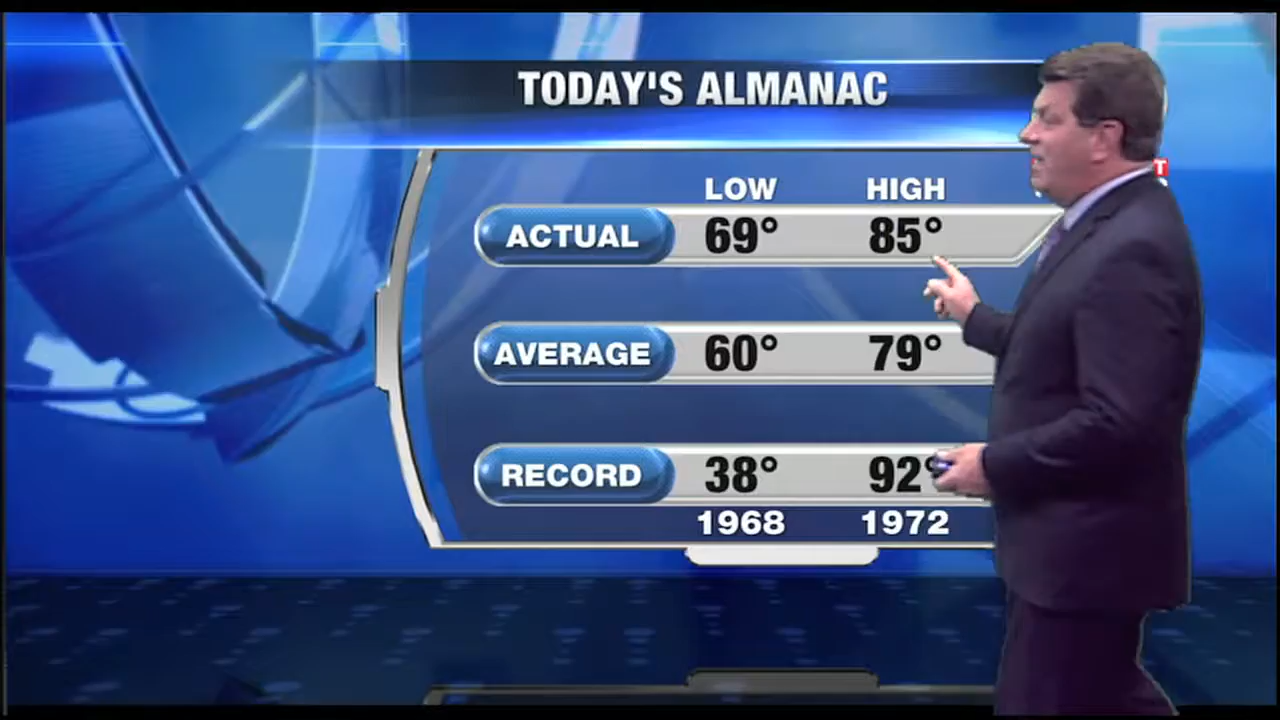 TODAY'S ALMANAC
LOW HIGH
ACTUAL 69° 85°
AVERAGE 60° 79°
RECORD 38° 92°
1968 1972